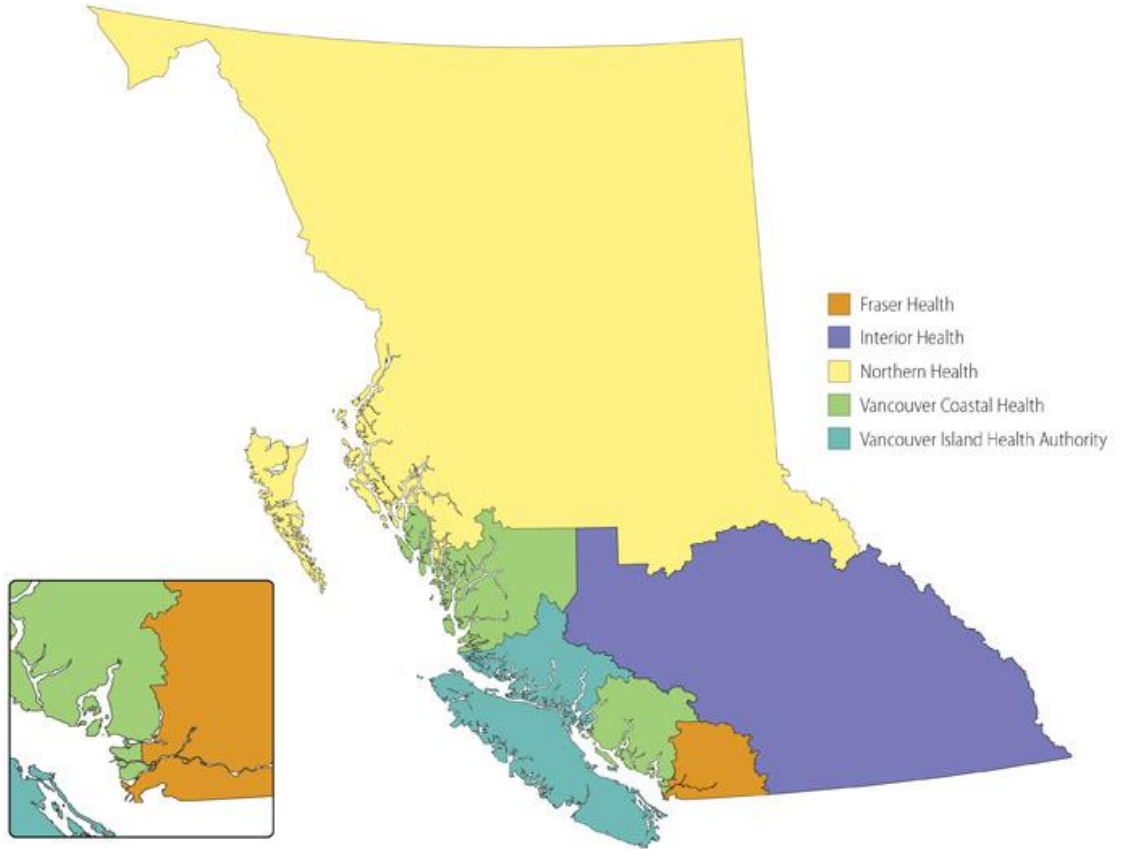 Fraser Health
Interior Health
Northern Health
Vancouver Coastal Health
Vancouver Island Health Authority